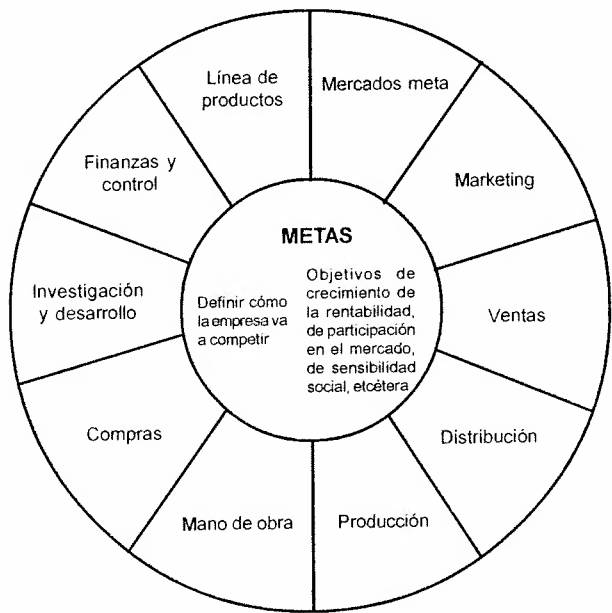 Línea de
productos
Mercados meta
Marketing
Ventas
Distribución
Producción
Mano de obra
Compras
Investigación
y desarrollo
Finanzas y
control
METAS
Definir cómo
la empresa va
a competir
Objetivos de
crecimiento de
la rentabilidad,
de participación
en el mercado,
de sensibilidad
social, etcétera